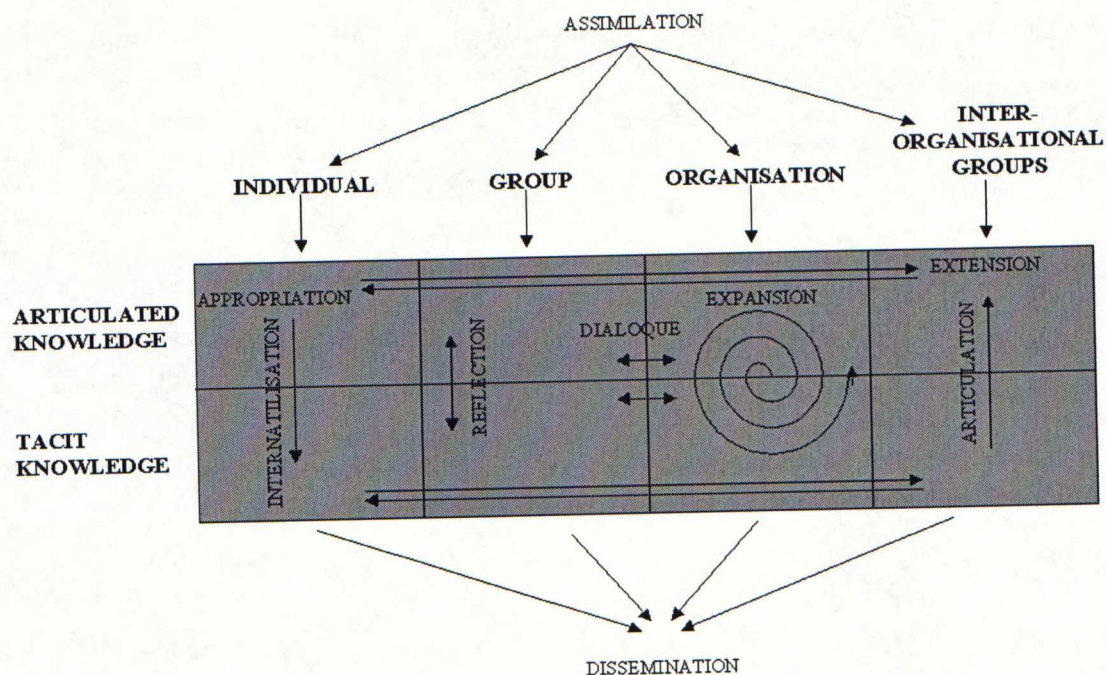 ASSIMILATION
INTER-
ORGANISATIONAL
GROUPS
INDIVIDUAL
GROUP
ORGANISATION
EXTENSION
APPROPRIATION
EXPANSION
ARTICULATED
KNOWLEDGE
DIALOQUE
INTERNATILISATION
REFLECTION
ARTICULATION
TACIT
KNOWLEDGE
DISSEMINATION